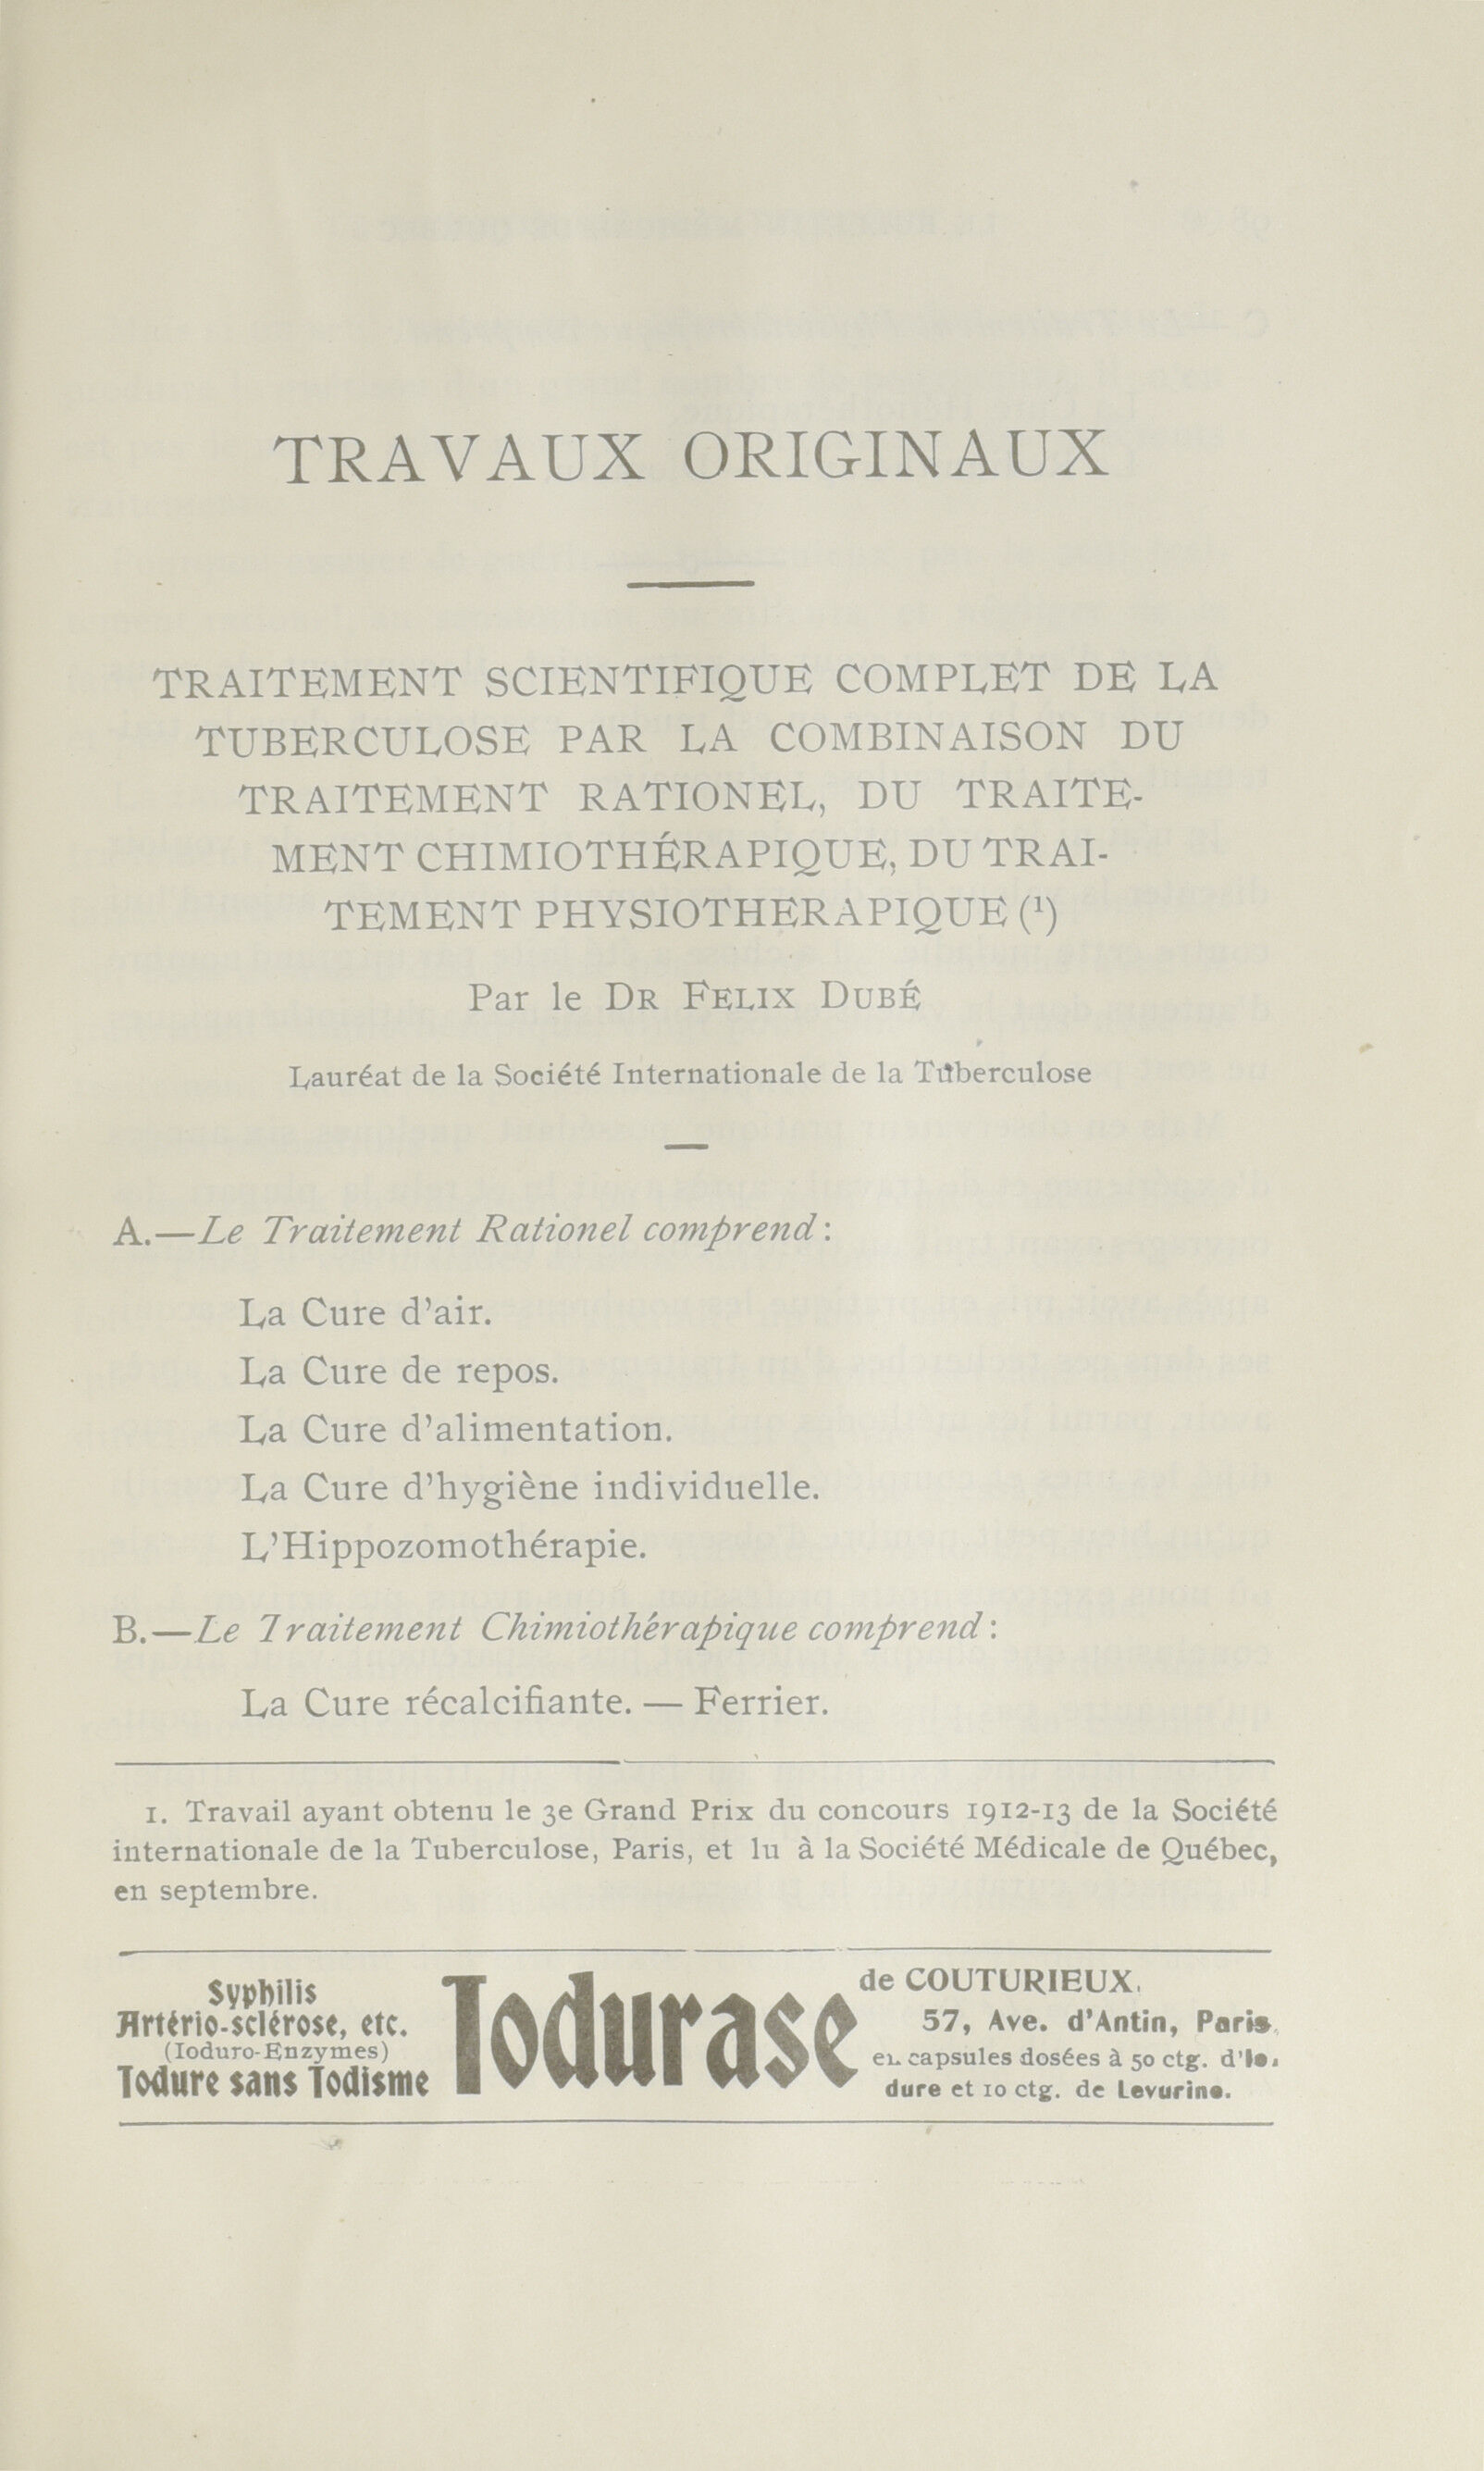 TRAVAUX ORIGINAUX
TRAITEMENT SCIENTIFIQUE COMPLET DE LA
TUBERCULOSE PAR LA COMBINAISON DU
TRAITEMENT RATIONEL, DU TRAITE-
MENT CHIMIOTHÉRAPIQUE, DU TRAI-
TEMENT PHYSIOTHERAPIQUE (1)
Par le DR FELIX DUBÉ
Lauréat de la Société Internationale de la Tuberculose
A.—Le Traitement Rationel comprend :
La Cure d'air.
La Cure de repos.
La Cure d'alimentation.
La Cure d'hygiène individuelle.
L'Hippozomothérapie.
B.—Le Traitement Chimiothérapique comprend :
La Cure récalcifiante. — Ferrier.
1. Travail ayant obtenu le 3e Grand Prix du concours 1912-13 de la Société
internationale de la Tuberculose, Paris, et lu à la Société Médicale de Québec,
en septembre.
Syphilis
Artério-sclérose, etc.
(Ioduro-Enzymes)
Iodure sans Iodisme
Iodurase
de COUTURIEUX.
57, Ave. d'Antin, Paris.
en capsules dosées à 50 ctg. d'Io-
dure et 10 ctg. de Levurine.